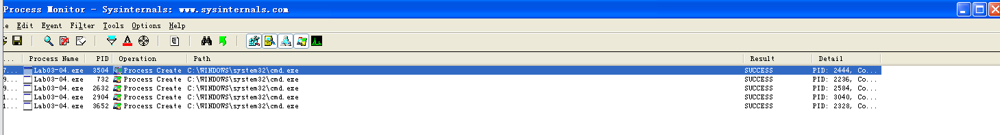 Process Monitor - Sysinternals: www.sysinternals.com
Edit Event Filter Tools Options Help
... Process Name PID Operation Path Result Detail
7... Lab03-04.exe 3504 Process Create C:\WINDOWS\system32\cmd.exe SUCCESS PID: 2444, Co...
9... Lab03-04.exe 732 Process Create C:\WINDOWS\system32\cmd.exe SUCCESS PID: 2236, Co...
9... Lab03-04.exe 2632 Process Create C:\WINDOWS\system32\cmd.exe SUCCESS PID: 2584, Co...
1... Lab03-04.exe 2904 Process Create C:\WINDOWS\system32\cmd.exe SUCCESS PID: 3040, Co...
1... Lab03-04.exe 3652 Process Create C:\WINDOWS\system32\cmd.exe SUCCESS PID: 2328, Co...